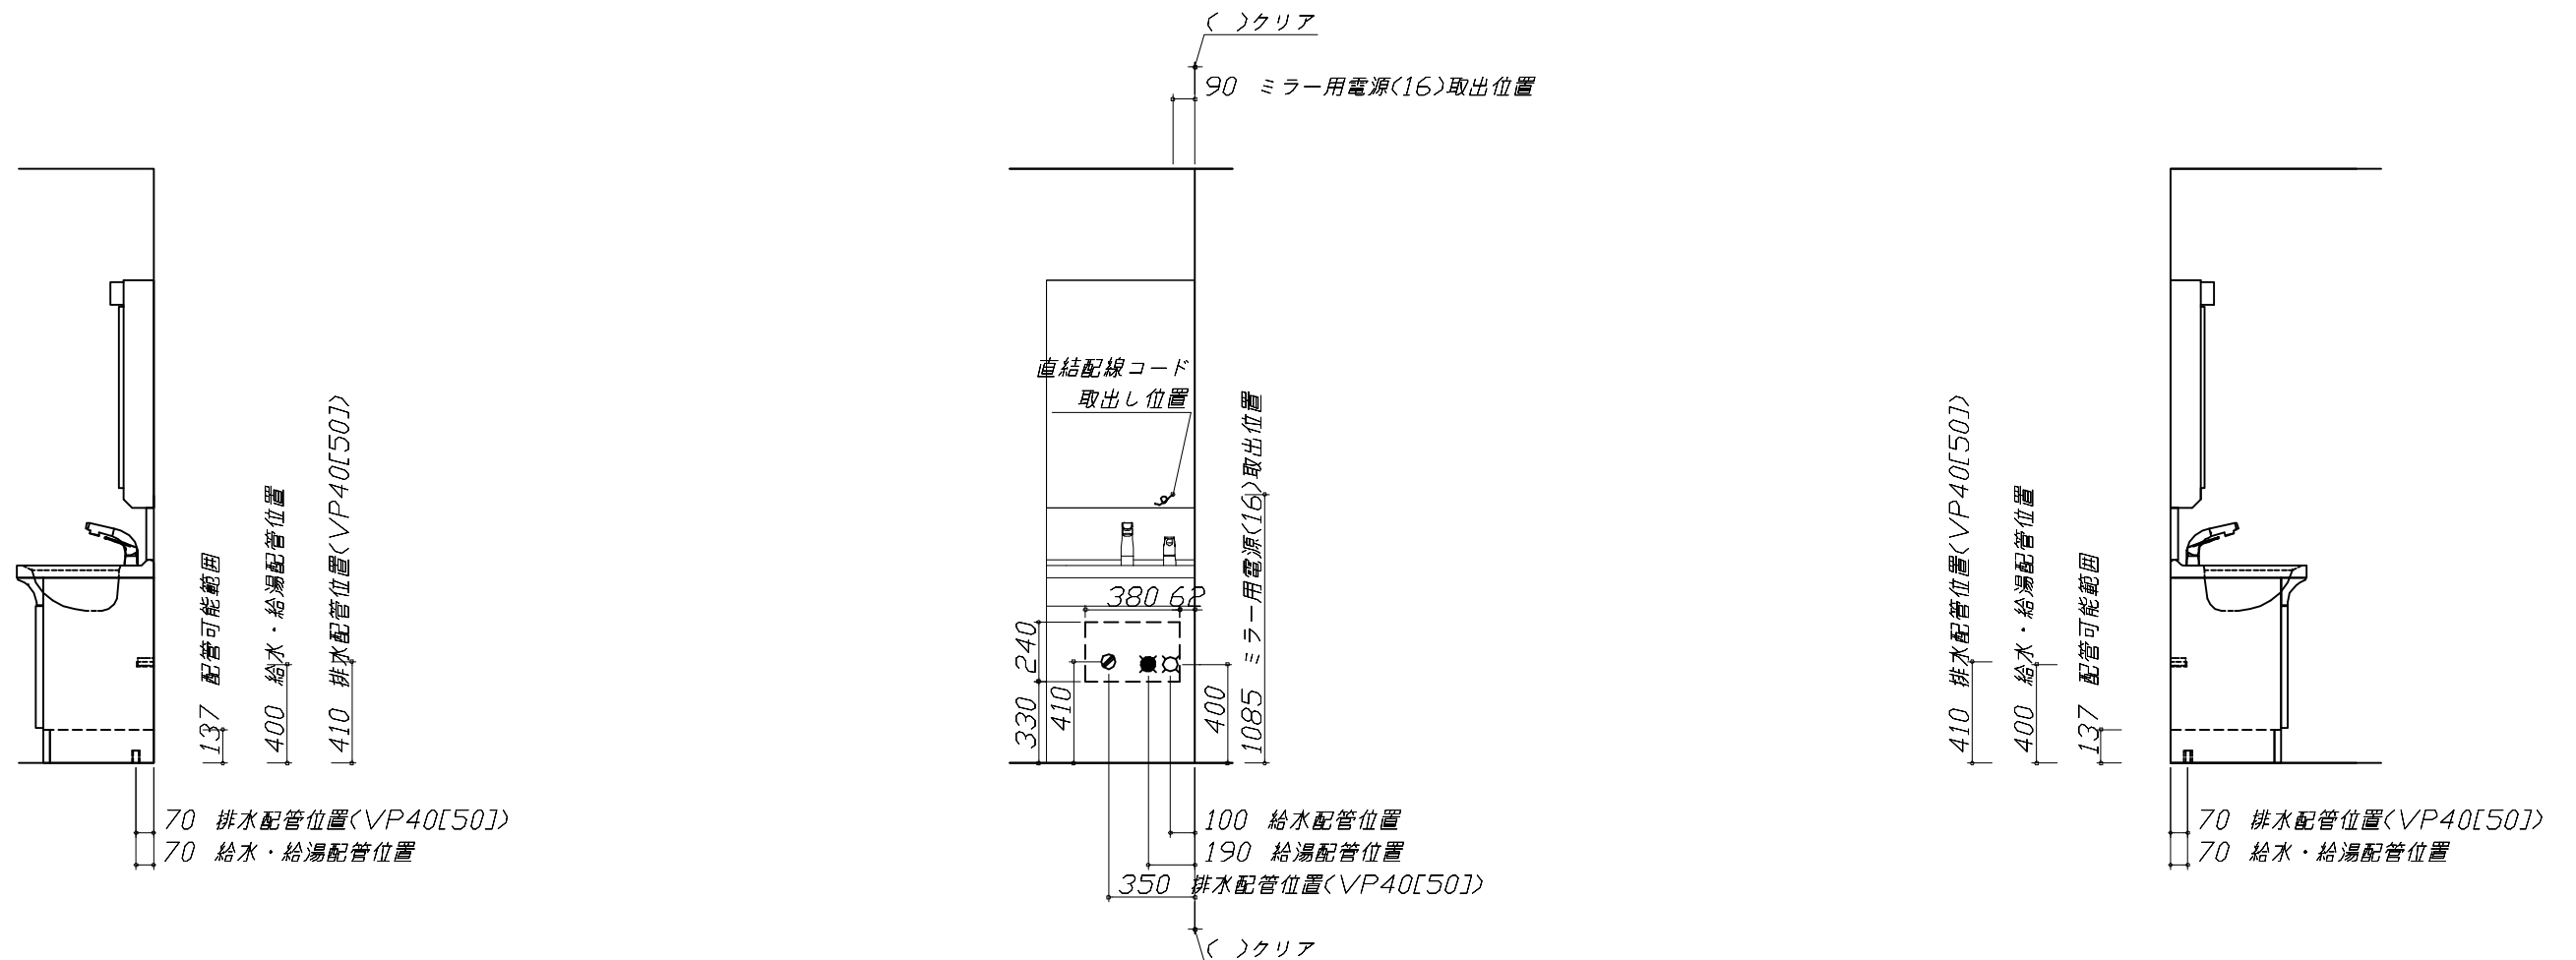 ( )クリア
90 ミラー用電源(16)取出位置
直結配線コード
取出し位置
1085 ミラー用電源(16)取出位置
380
62
240
330
410
400
100 給水配管位置
190 給湯配管位置
350 排水配管位置(VP40[50])
( )クリア
137 配管可能範囲
400 給水・給湯配管位置
410 排水配管位置(VP40[50])
70 排水配管位置(VP40[50])
70 給水・給湯配管位置
410 排水配管位置(VP40[50])
400 給水・給湯配管位置
137 配管可能範囲
70 排水配管位置(VP40[50])
70 給水・給湯配管位置